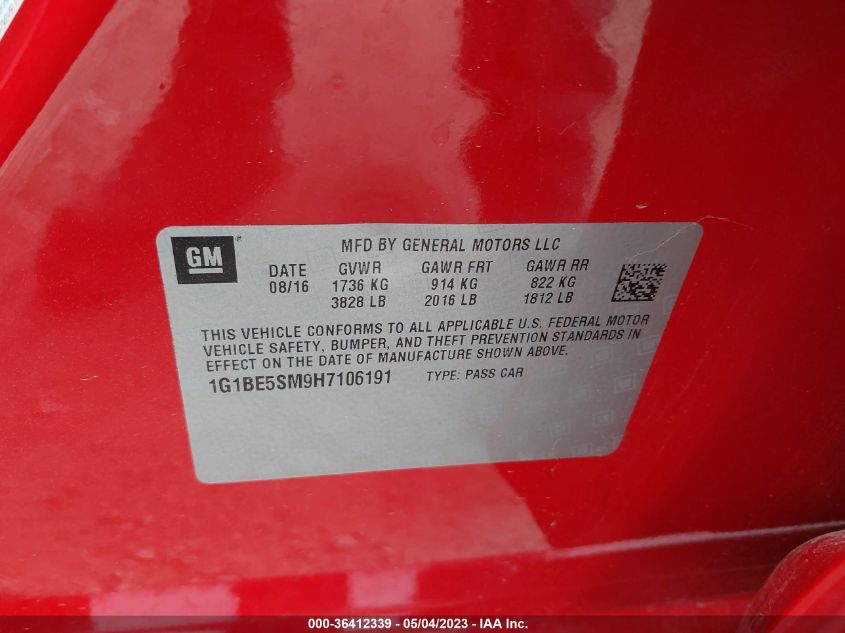 GM®
MFD BY GENERAL MOTORS LLC
DATE GVWR GAWR FRT GAWR RR
08/16 1736 KG 914 KG 822 KG
3828 LB 2016 LB 1812 LB
THIS VEHICLE CONFORMS TO ALL APPLICABLE U.S. FEDERAL MOTOR
VEHICLE SAFETY, BUMPER, AND THEFT PREVENTION STANDARDS IN
EFFECT ON THE DATE OF MANUFACTURE SHOWN ABOVE.
1G1BE5SM9H7106191 TYPE: PASS CAR
000-36412339 - 05/04/2023 - IAA Inc.